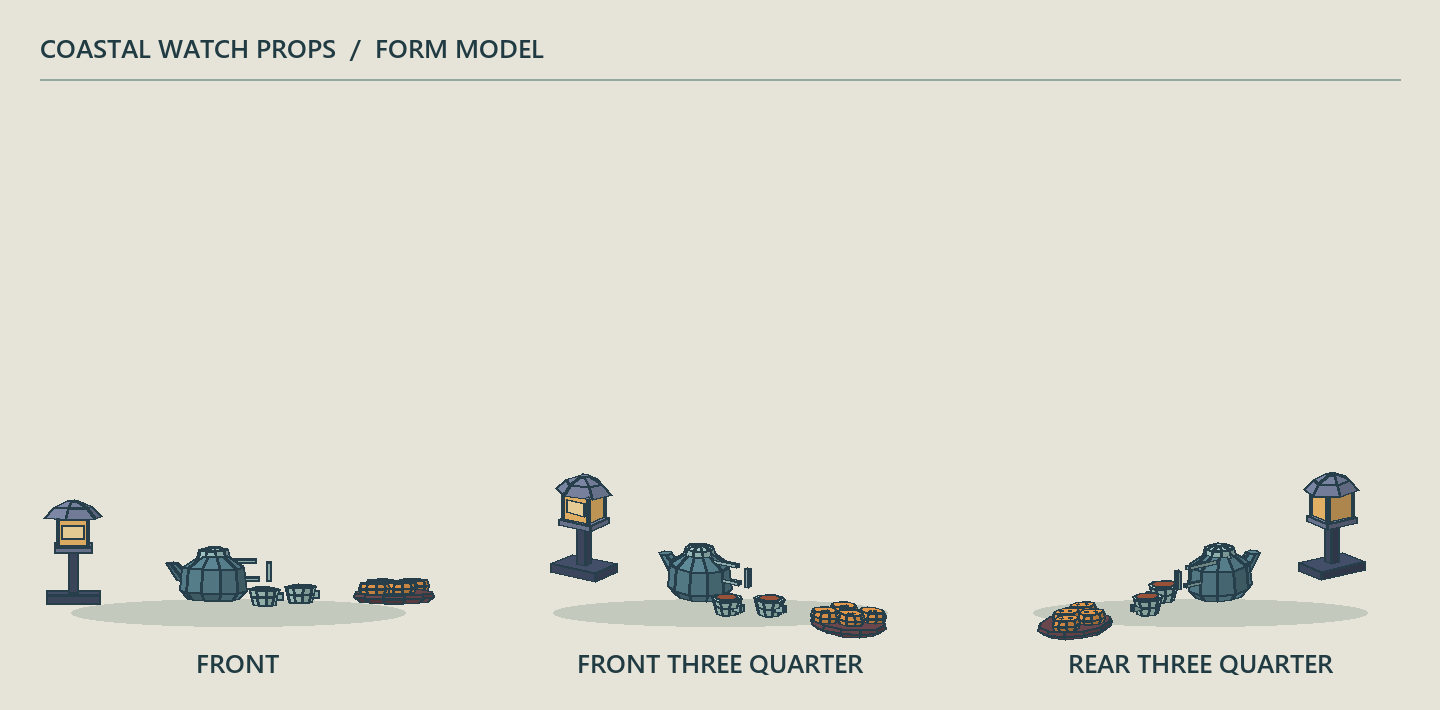 COASTAL WATCH PROPS / FORM MODEL
FRONT
FRONT THREE QUARTER
REAR THREE QUARTER